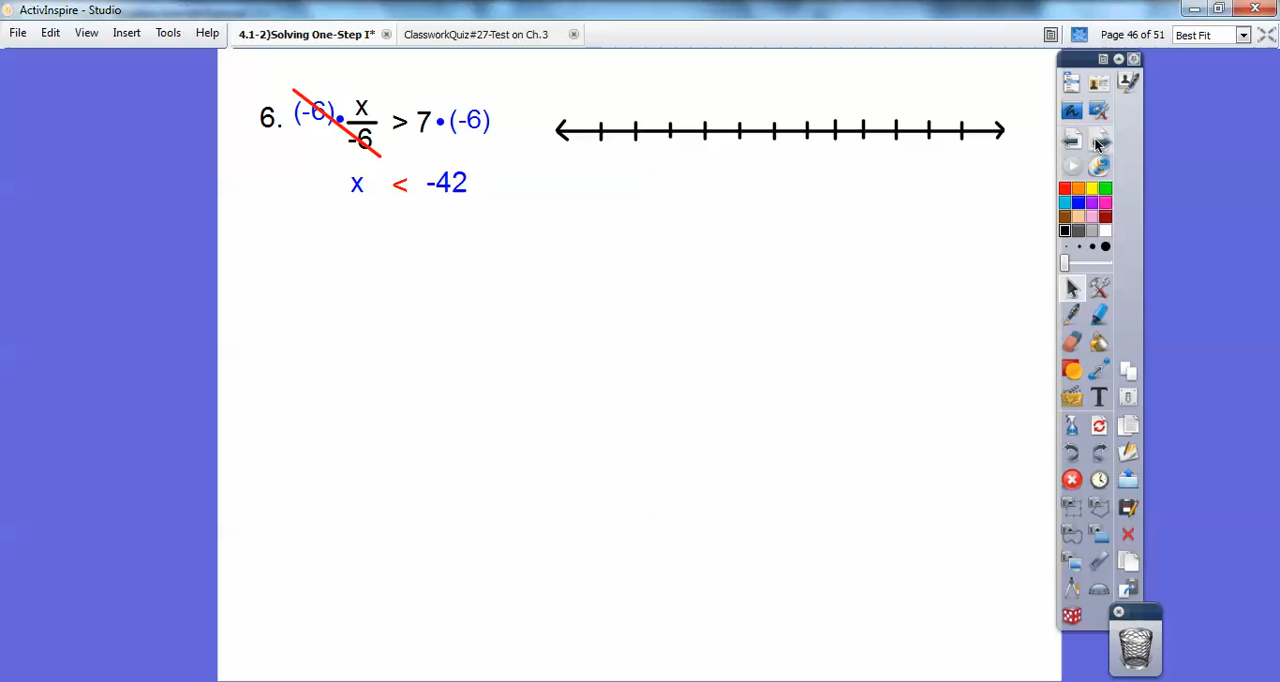 ActivInspire - Studio
File Edit View Insert Tools Help
4.1-2)Solving One-Step I*
ClassworkQuiz#27-Test on Ch.3
Page 46 of 51
Best Fit
6. (-6)• x/-6 > 7 •(-6)
x < -42
T